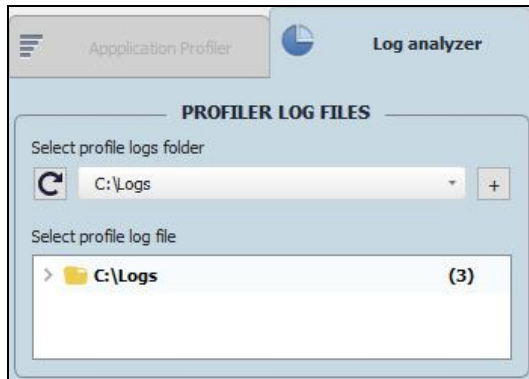 Appplication Profiler
Log analyzer
PROFILER LOG FILES
Select profile logs folder
C:\Logs
+
Select profile log file
C:\Logs (3)